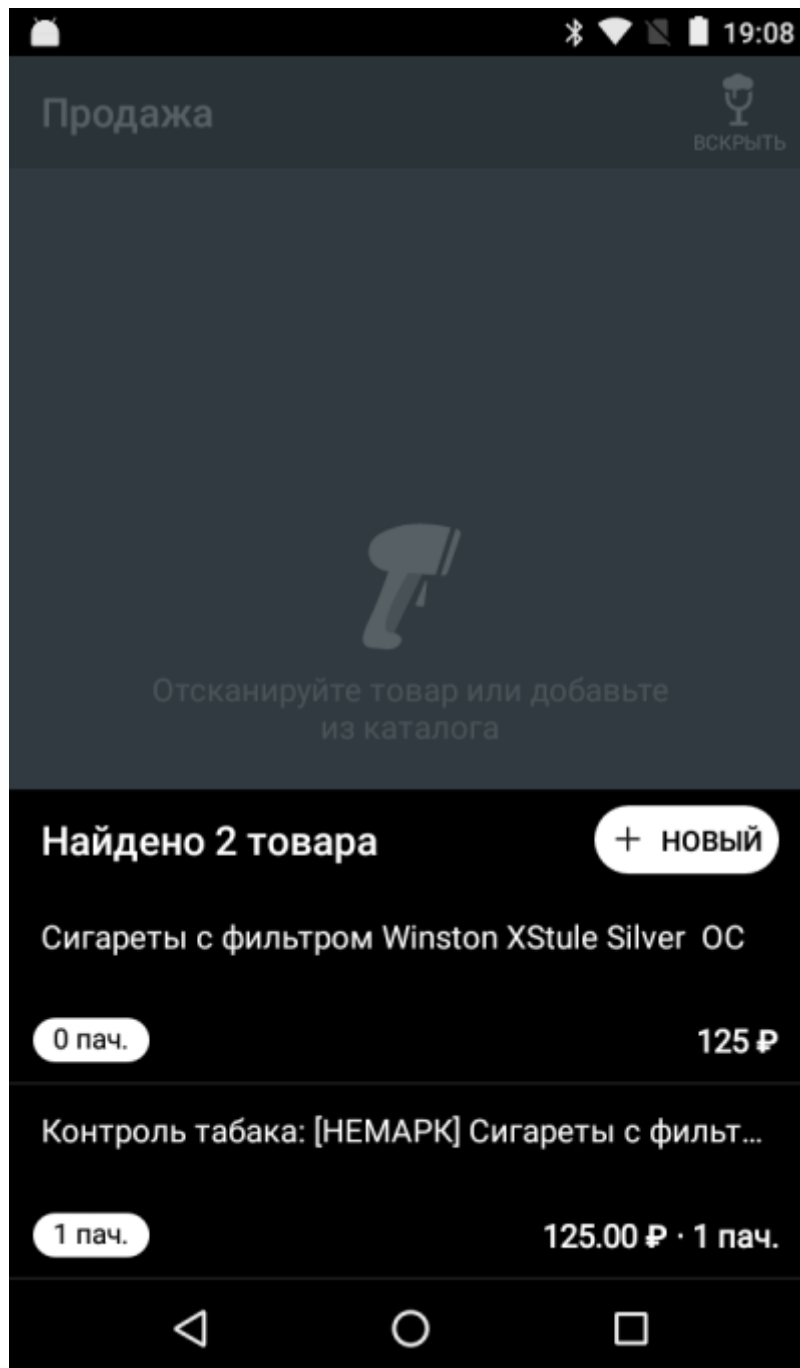 19:08
Продажа
ВСКРЫТЬ
Отсканируйте товар или добавьте
из каталога
Найдено 2 товара
+ НОВЫЙ
Сигареты с фильтром Winston XStule Silver ОС
0 пач.
125 ₽
Контроль табака: [НЕМАРК] Сигареты с фильт...
1 пач.
125.00 ₽ · 1 пач.